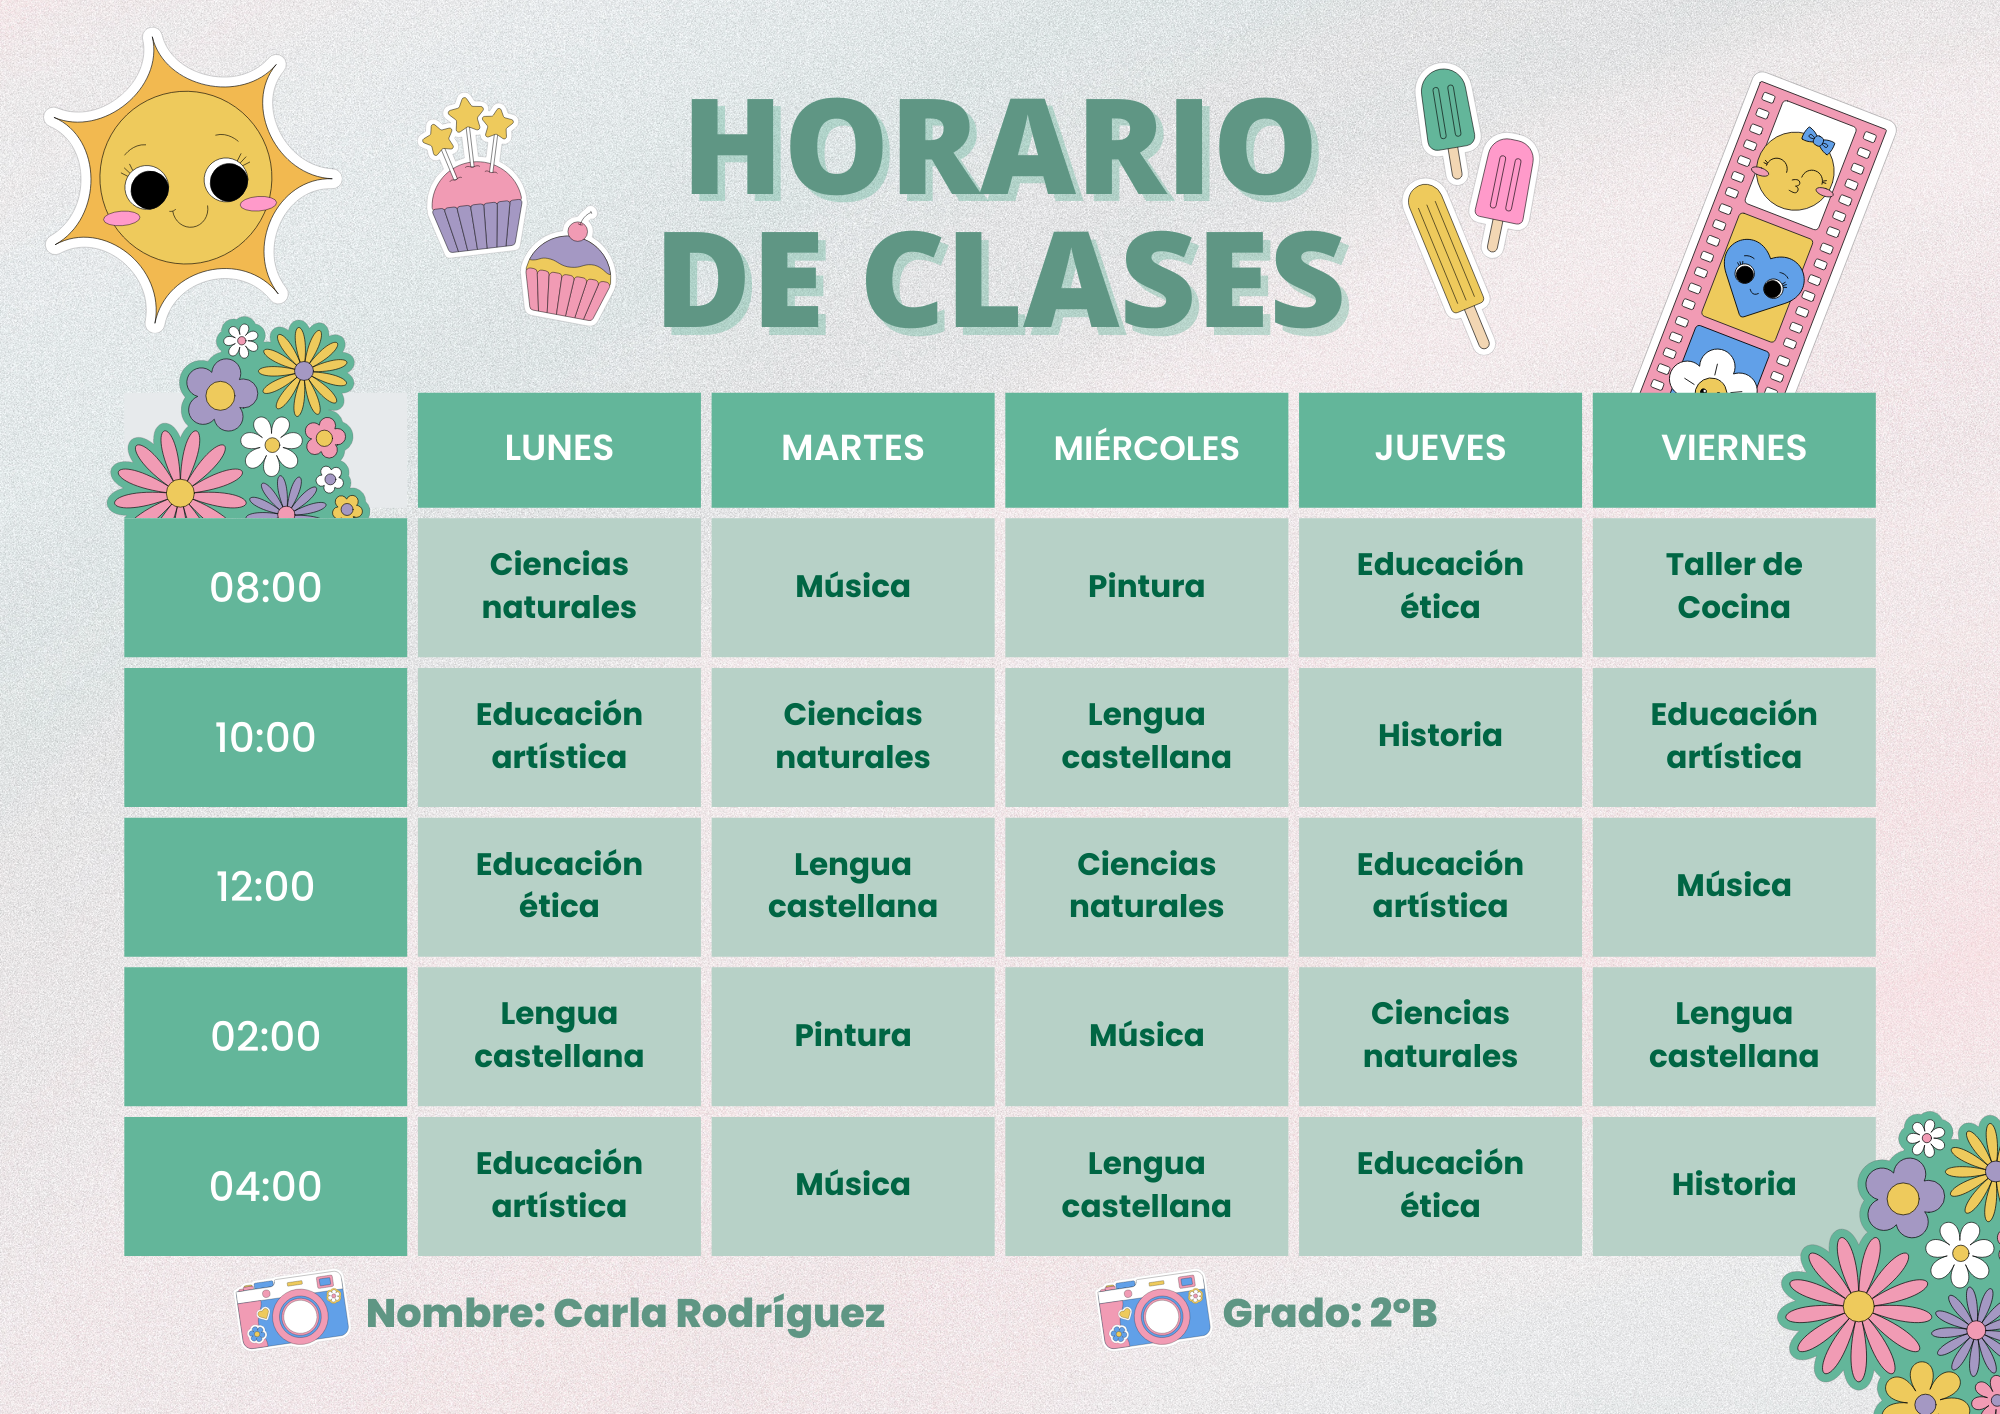 HORARIO
DE CLASES
LUNES MARTES MIÉRCOLES JUEVES VIERNES
08:00 Ciencias naturales Música Pintura Educación ética Taller de Cocina
10:00 Educación artística Ciencias naturales Lengua castellana Historia Educación artística
12:00 Educación ética Lengua castellana Ciencias naturales Educación artística Música
02:00 Lengua castellana Pintura Música Ciencias naturales Lengua castellana
04:00 Educación artística Música Lengua castellana Educación ética Historia
Nombre: Carla Rodríguez Grado: 2°B